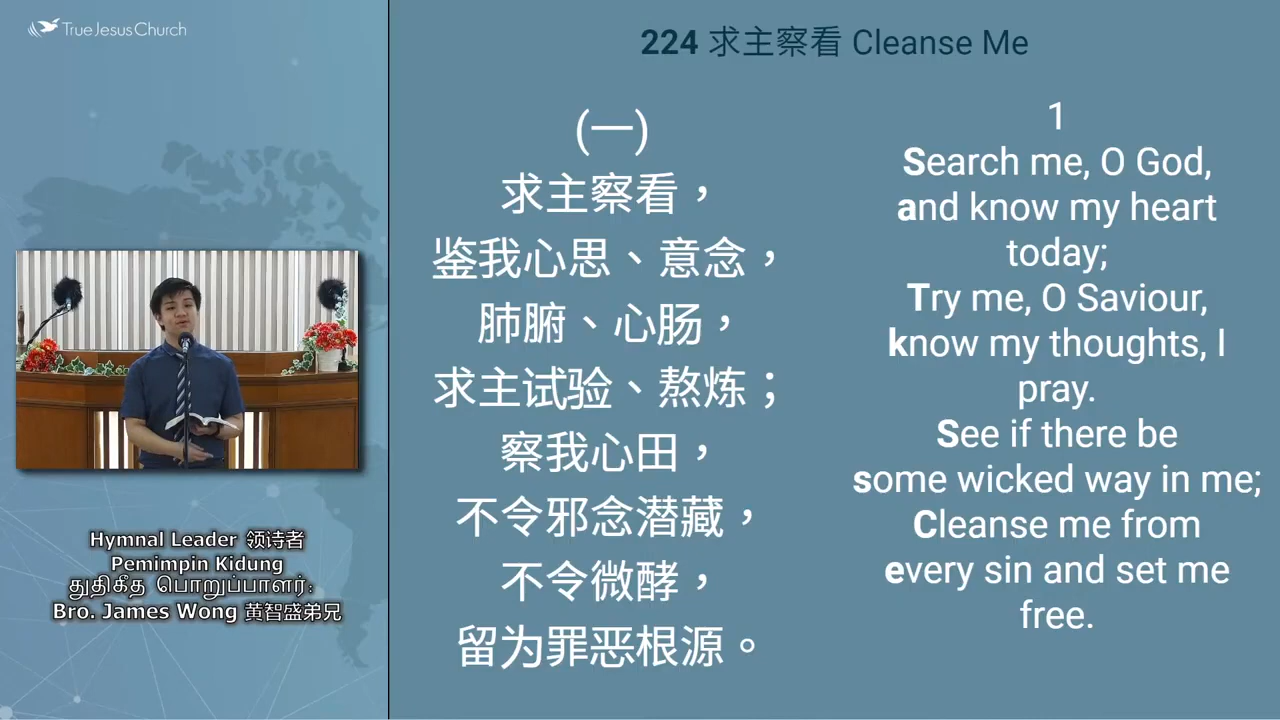 True Jesus Church
224 求主察看 Cleanse Me
(一)
求主察看，
鉴我心思、意念，
肺腑、心肠，
求主试验、熬炼；
察我心田，
不令邪念潜藏，
不令微酵，
留为罪恶根源。
1
Search me, O God,
and know my heart
today;
Try me, O Saviour,
know my thoughts, I
pray.
See if there be
some wicked way in me;
Cleanse me from
every sin and set me
free.
Hymnal Leader 领诗者
Pemimpin Kidung
துதிகீத பொறுப்பாளர்:
Bro. James Wong 黄智盛弟兄